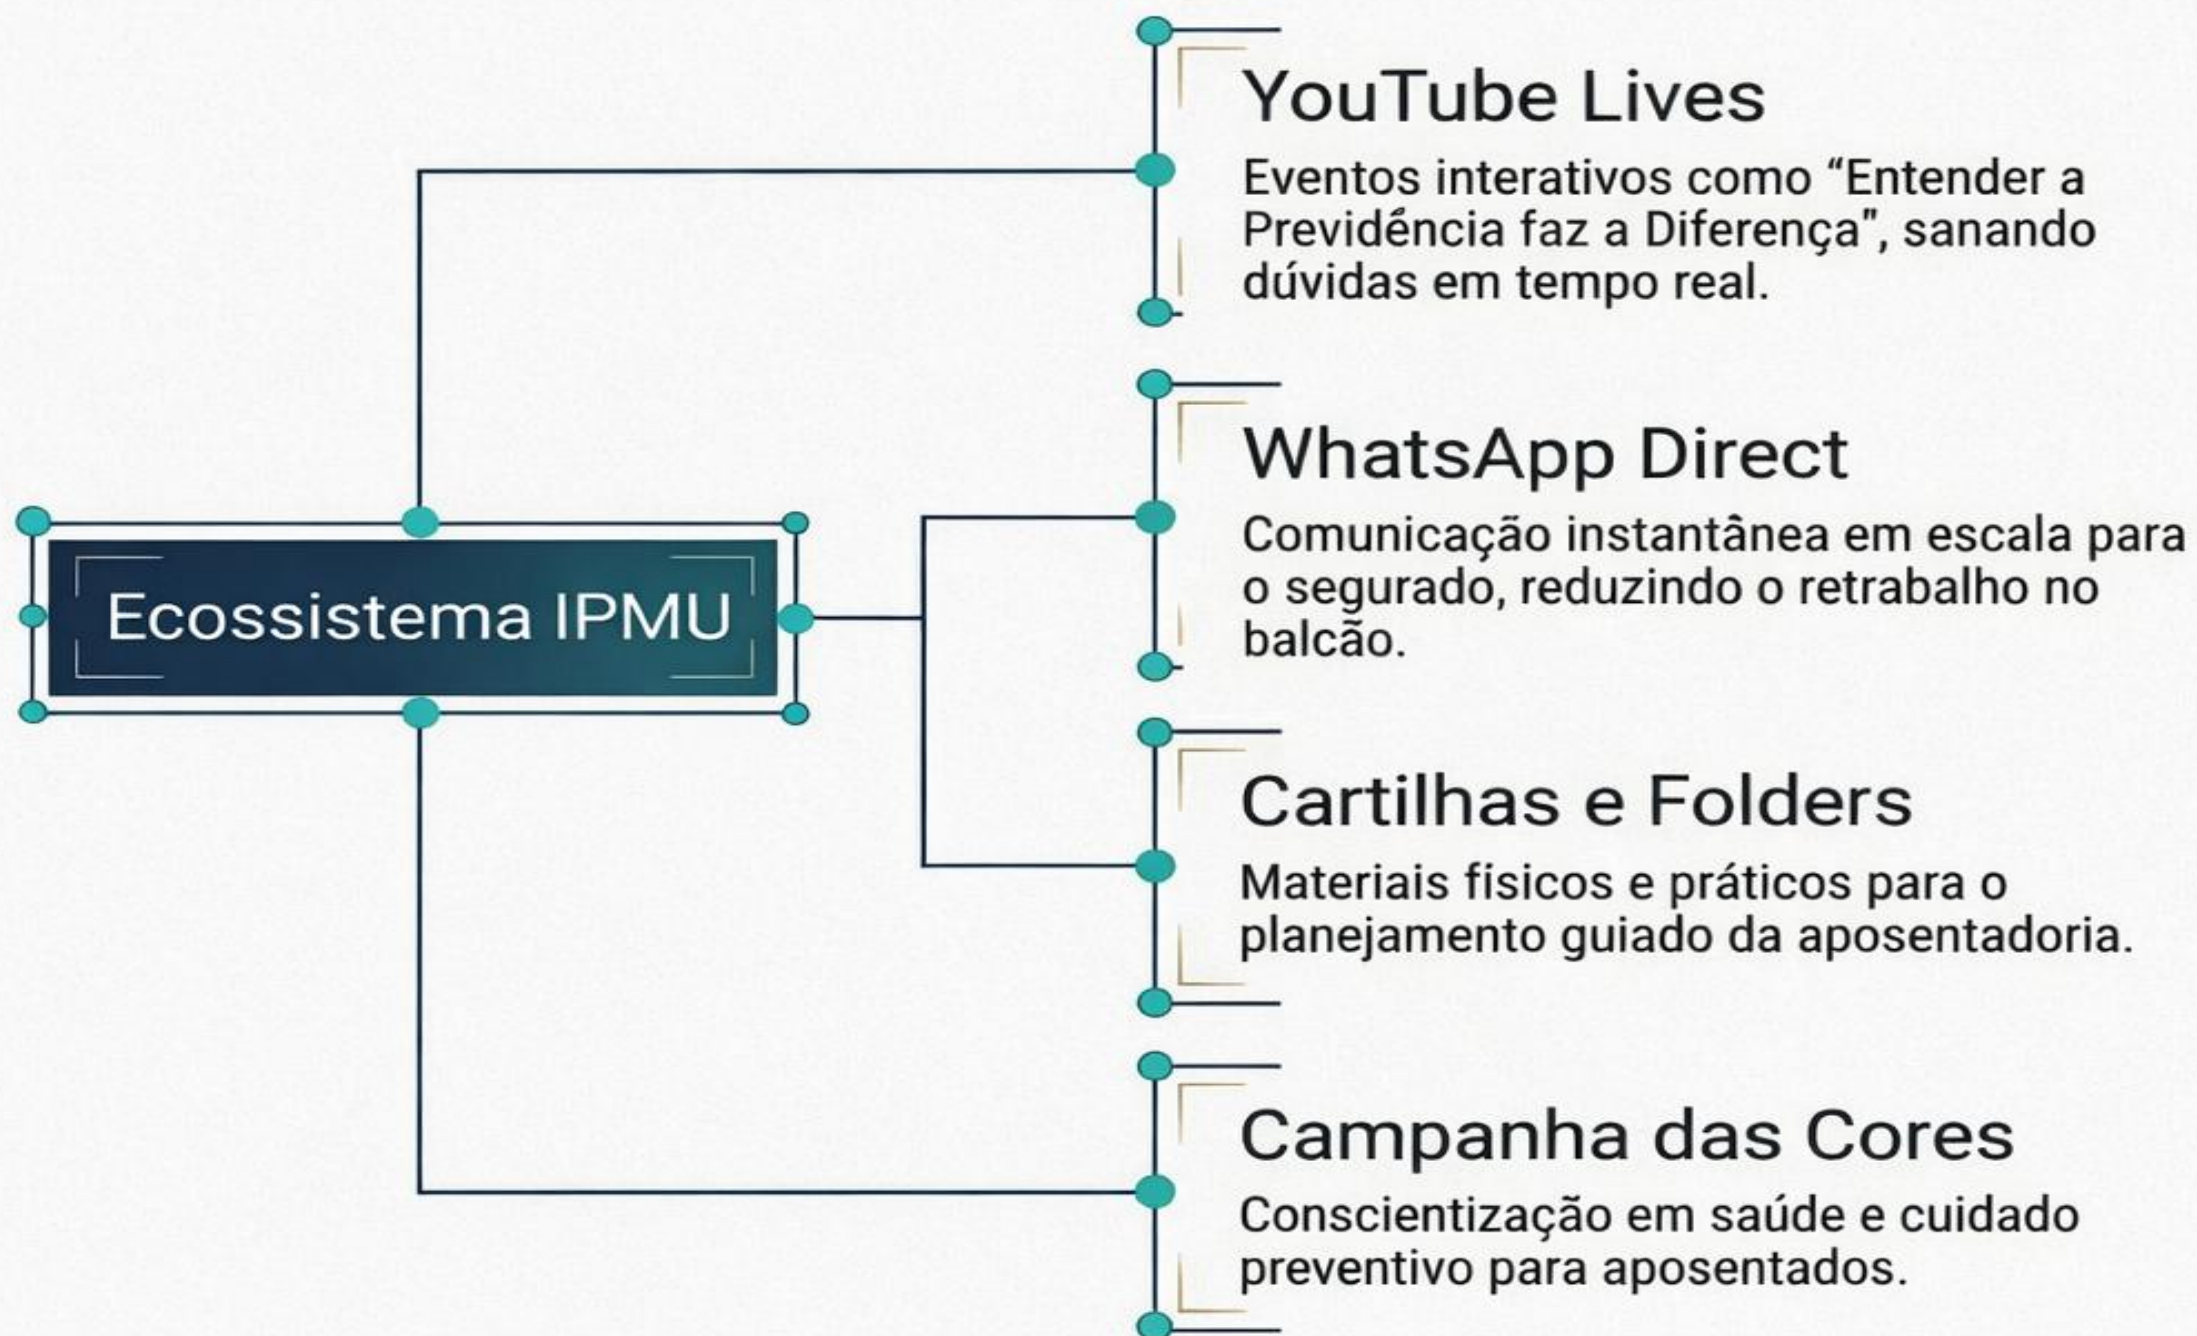 YouTube Lives
Eventos interativos como “Entender a
Previdência faz a Diferença”, sanando
dúvidas em tempo real.
WhatsApp Direct
Comunicação instantânea em escala para
o segurado, reduzindo o retrabalho no
balcão.
Ecossistema IPMU
Cartilhas e Folders
Materiais físicos e práticos para o
planejamento guiado da aposentadoria.
Campanha das Cores
Conscientização em saúde e cuidado
preventivo para aposentados.